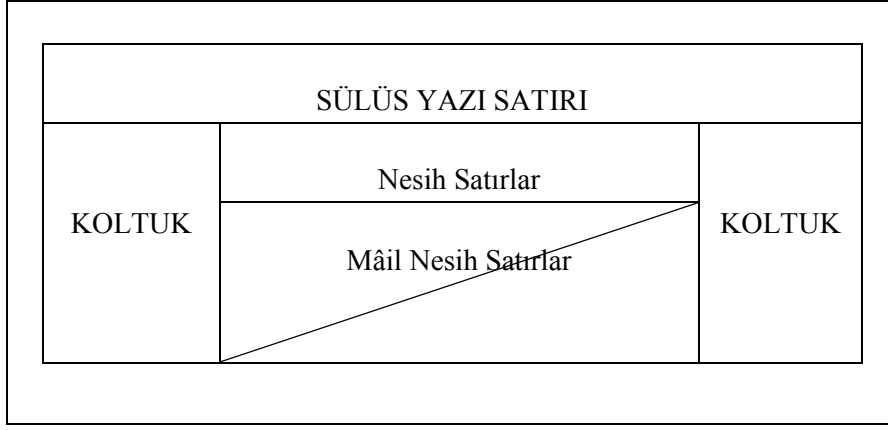 SÜLÜS YAZI SATIRI
Nesih Satırlar
KOLTUK
KOLTUK
Mâil Nesih Satırlar